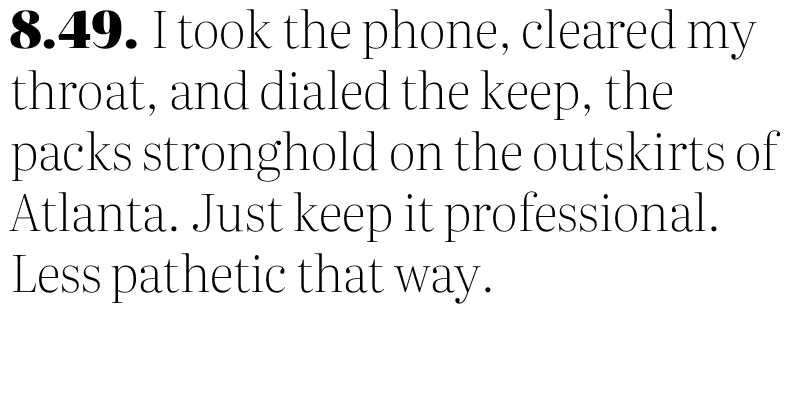 8.49. I took the phone, cleared my
throat, and dialed the keep, the
packs stronghold on the outskirts of
Atlanta. Just keep it professional.
Less pathetic that way.